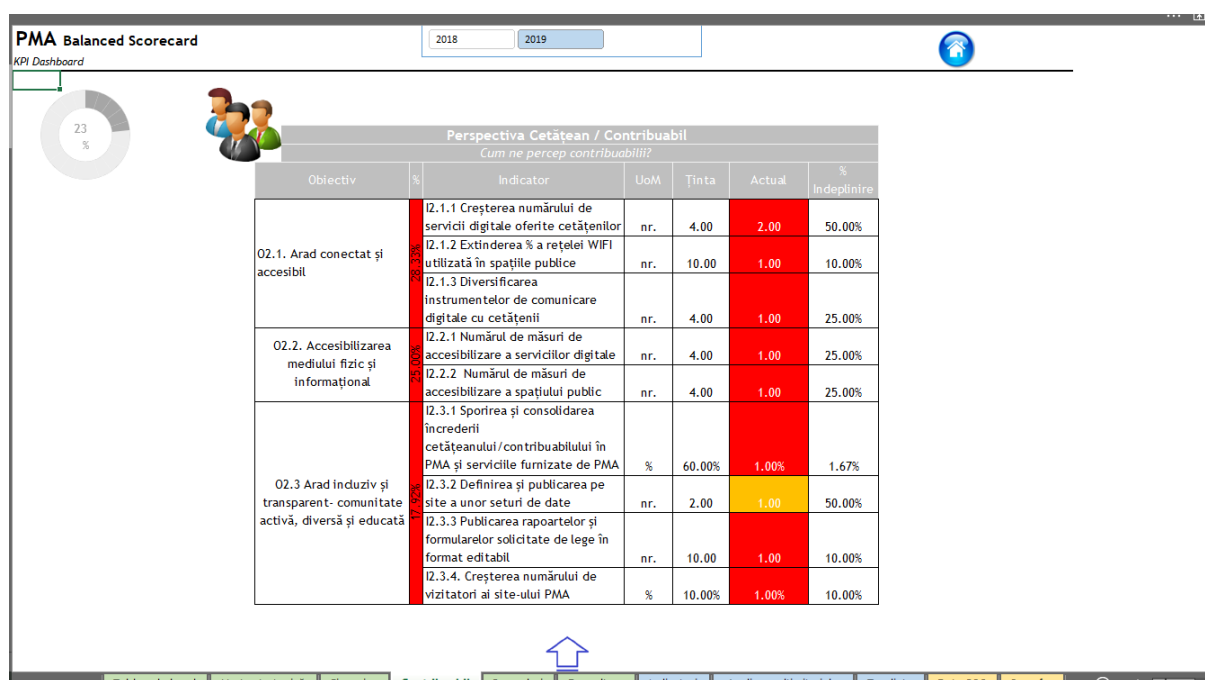 PMA Balanced Scorecard
KPI Dashboard
2018
2019
23
%
Perspectiva Cetățean / Contribuabil
Cum ne percep contribuabilii?
Obiectiv % Indicator UoM Ținta Actual % Indeplinire
O2.1. Arad conectat și accesibil
28.33%
I2.1.1 Creșterea numărului de
servicii digitale oferite cetățenilor nr. 4.00 2.00 50.00%
I2.1.2 Extinderea % a rețelei WIFI
utilizată în spațiile publice nr. 10.00 1.00 10.00%
I2.1.3 Diversificarea
instrumentelor de comunicare
digitale cu cetățenii nr. 4.00 1.00 25.00%
O2.2. Accesibilizarea
mediului fizic și
informațional
25.00%
I2.2.1 Numărul de măsuri de
accesibilizare a serviciilor digitale nr. 4.00 1.00 25.00%
I2.2.2 Numărul de măsuri de
accesibilizare a spațiului public nr. 4.00 1.00 25.00%
O2.3 Arad incluziv și
transparent- comunitate
activă, diversă și educată
17.92%
I2.3.1 Sporirea și consolidarea
încrederii
cetățeanului/contribuabilului în
PMA și serviciile furnizate de PMA % 60.00% 1.00% 1.67%
I2.3.2 Definirea și publicarea pe
site a unor seturi de date nr. 2.00 1.00 50.00%
I2.3.3 Publicarea rapoartelor și
formularelor solicitate de lege în
format editabil nr. 10.00 1.00 10.00%
I2.3.4. Creșterea numărului de
vizitatori ai site-ului PMA % 10.00% 1.00% 10.00%